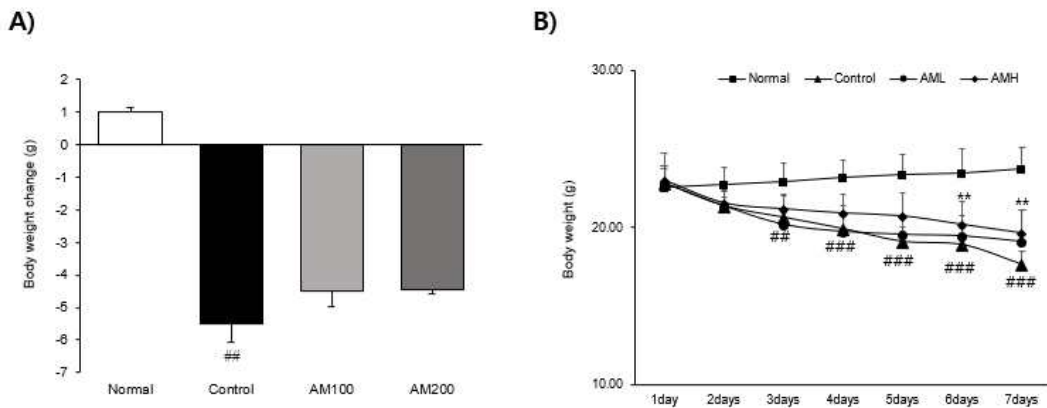 A)
2
1
0
-1
-2
-3
-4
-5
-6
-7
Body weight change (g)
##
Normal Control AM100 AM200
B)
30.00
20.00
10.00
Body weight (g)
Normal Control AML AMH
** **
## ### ### ### ###
1day 2days 3days 4days 5days 6days 7days